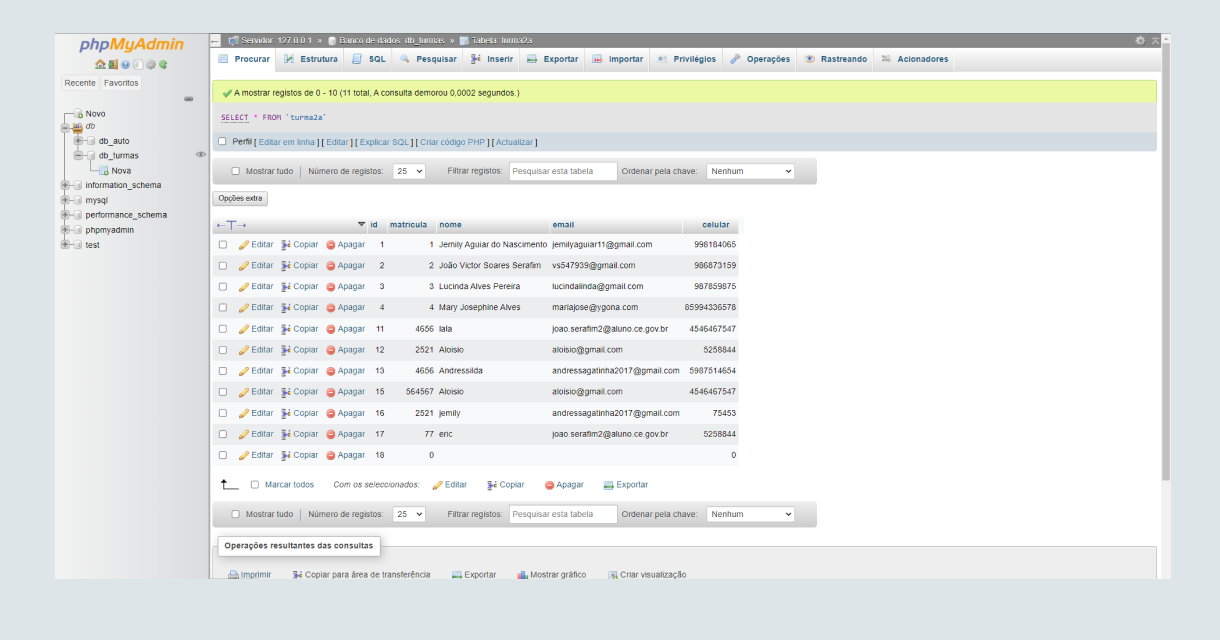 phpMyAdmin
Recente Favoritos
Novo
db
db_auto
db_turmas
Nova
information_schema
mysql
performance_schema
phpmyadmin
test
Servidor: 127.0.0.1 » Banco de dados: db_turmas » Tabela: turma2a
Procurar Estrutura SQL Pesquisar Inserir Exportar Importar Privilégios Operações Rastreando Acionadores
A mostrar registos de 0 - 10 (11 total, A consulta demorou 0,0002 segundos.)
SELECT * FROM `turma2a`
Perfil [ Editar em linha ] [ Editar ] [ Explicar SQL ] [ Criar código PHP ] [ Actualizar ]
Mostrar tudo | Número de registos: 25 Filtrar registos: Pesquisar esta tabela Ordenar pela chave: Nenhum
Opções extra
←T→ id matricula nome email celular
Editar Copiar Apagar 1 1 Jemily Aguiar do Nascimento jemilyaguiar11@gmail.com 998184065
Editar Copiar Apagar 2 2 João Victor Soares Serafim vs547939@gmail.com 986873159
Editar Copiar Apagar 3 3 Lucinda Alves Pereira lucindalinda@gmail.com 987859875
Editar Copiar Apagar 4 4 Mary Josephine Alves mariajose@ygona.com 85994336578
Editar Copiar Apagar 11 4656 lala joao.serafim2@aluno.ce.gov.br 4546467547
Editar Copiar Apagar 12 2521 Aloisio aloisio@gmail.com 5258844
Editar Copiar Apagar 13 4656 Andressilda andressagatinha2017@gmail.com 5987514654
Editar Copiar Apagar 15 564567 Aloisio aloisio@gmail.com 4546467547
Editar Copiar Apagar 16 2521 jemily andressagatinha2017@gmail.com 75453
Editar Copiar Apagar 17 77 eric joao.serafim2@aluno.ce.gov.br 5258844
Editar Copiar Apagar 18 0 0
Marcar todos Com os seleccionados: Editar Copiar Apagar Exportar
Mostrar tudo | Número de registos: 25 Filtrar registos: Pesquisar esta tabela Ordenar pela chave: Nenhum
Operações resultantes das consultas
Imprimir Copiar para área de transferência Exportar Mostrar gráfico Criar visualização